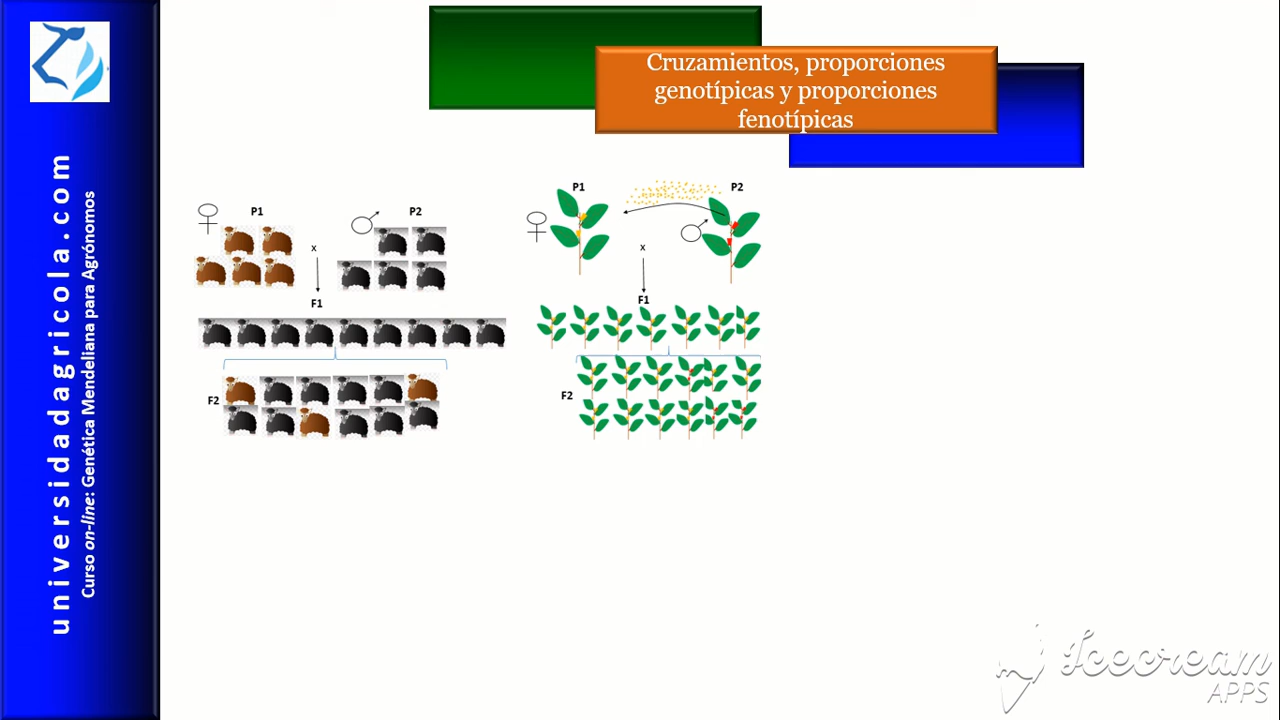 universidadagricola.com
Curso on-line: Genética Mendeliana para Agrónomos
Cruzamientos, proporciones
genotípicas y proporciones
fenotípicas
P1
P2
x
F1
F2
P1
P2
x
F1
F2
Icecream
APPS